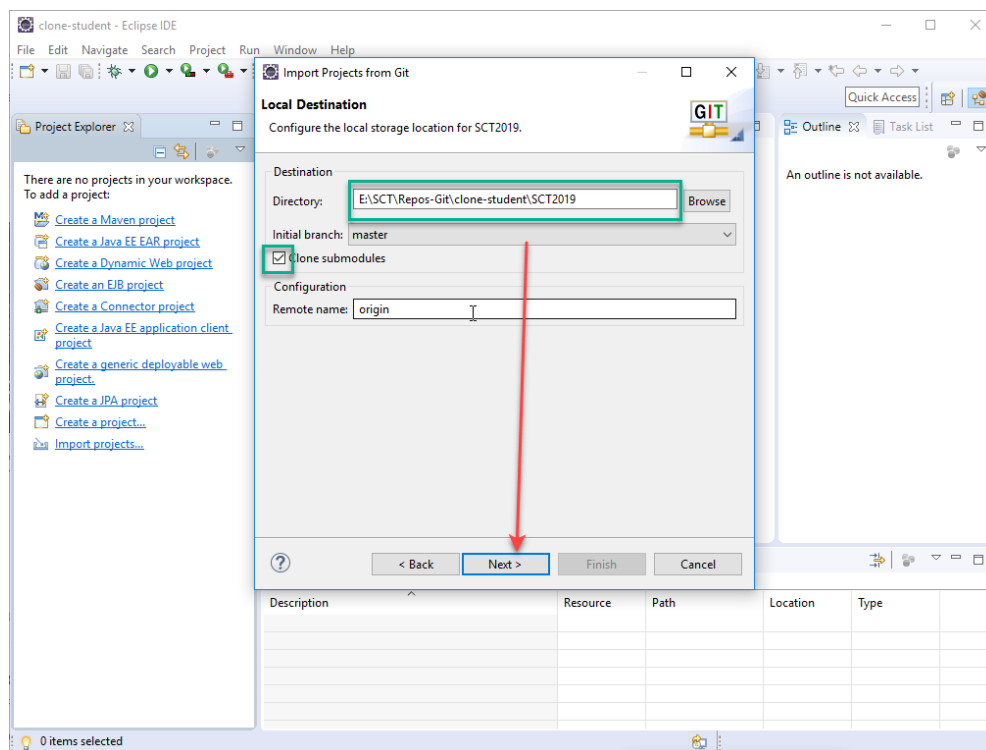 clone-student - Eclipse IDE
File Edit Navigate Search Project Run Window Help
Quick Access
Project Explorer
There are no projects in your workspace.
To add a project:
Create a Maven project
Create a Java EE EAR project
Create a Dynamic Web project
Create an EJB project
Create a Connector project
Create a Java EE application client
project
Create a generic deployable web
project.
Create a JPA project
Create a project...
Import projects...
Import Projects from Git
Local Destination
Configure the local storage location for SCT2019.
GIT
Destination
Directory: E:\SCT\Repos-Git\clone-student\SCT2019 Browse
Initial branch: master
Clone submodules
Configuration
Remote name: origin
? < Back Next > Finish Cancel
Outline Task List
An outline is not available.
Description Resource Path Location Type
0 items selected